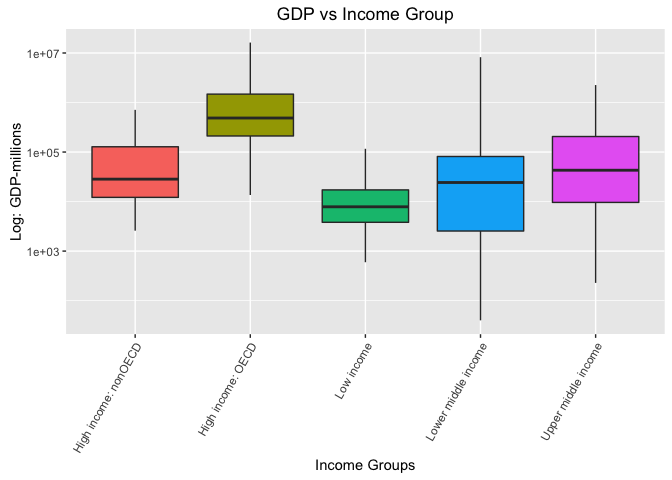 GDP vs Income Group
Log: GDP-millions
1e+07
1e+05
1e+03
High income: nonOECD
High income: OECD
Low income
Lower middle income
Upper middle income
Income Groups